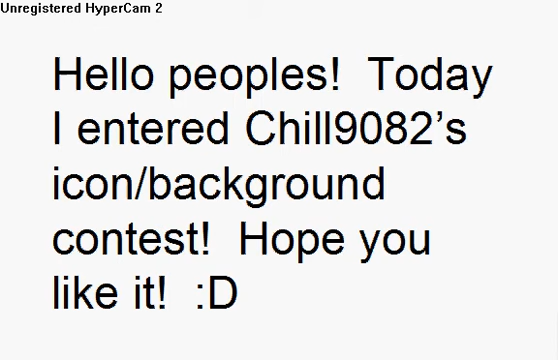 Unregistered HyperCam 2
Hello peoples!  Today
I entered Chill9082’s
icon/background
contest!  Hope you
like it!  :D